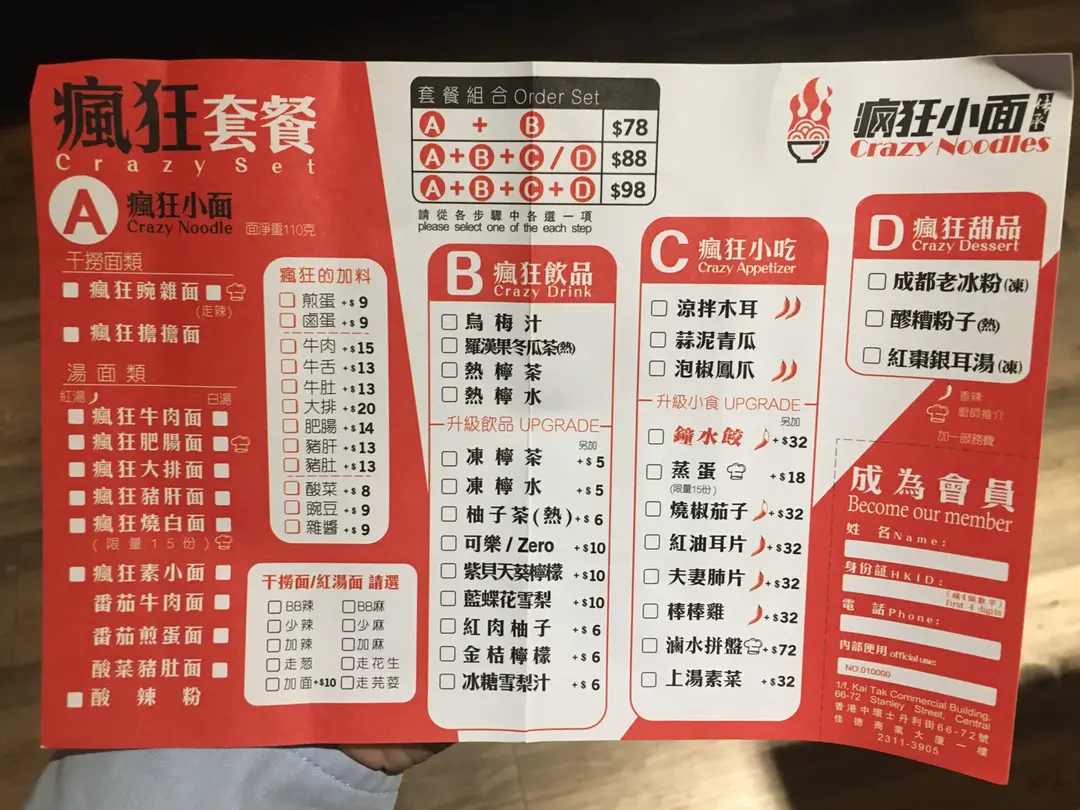 瘋狂套餐
Crazy Set
A 瘋狂小面
Crazy Noodle
面淨重110克
干撈面類
瘋狂豌雜面
(走辣)
瘋狂擔擔面
湯面類
紅湯 白湯
瘋狂牛肉面
瘋狂肥腸面
瘋狂大排面
瘋狂豬肝面
瘋狂燒白面
(限量15份)
瘋狂素小面
番茄牛肉面
番茄煎蛋面
酸菜豬肚面
酸辣粉
瘋狂的加料
煎蛋 +$9
鹵蛋 +$9
牛肉 +$15
牛舌 +$13
牛肚 +$13
大排 +$20
肥腸 +$14
豬肝 +$13
豬肚 +$13
酸菜 +$8
豌豆 +$9
雜醬 +$9
干撈面/紅湯面 請選
BB辣 BB麻
少辣 少麻
加辣 加麻
走葱 走花生
加面+$10 走芫荽
套餐組合 Order Set
A + B $78
A+B+C/D $88
A+B+C+D $98
請從各步驟中各選一項
please select one of the each step
B 瘋狂飲品
Crazy Drink
烏梅汁
羅漢果冬瓜茶(熱)
熱檸茶
熱檸水
升級飲品 UPGRADE
另加
凍檸茶 +$5
凍檸水 +$5
柚子茶(熱) +$6
可樂/Zero +$10
紫貝天葵檸檬 +$10
藍蝶花雪梨 +$10
紅肉柚子 +$6
金桔檸檬 +$6
冰糖雪梨汁 +$6
C 瘋狂小吃
Crazy Appetizer
涼拌木耳
蒜泥青瓜
泡椒鳳爪
升級小食 UPGRADE
另加
鐘水餃 +$32
蒸蛋 +$18
(限量15份)
燒椒茄子 +$32
紅油耳片 +$32
夫妻肺片 +$32
棒棒雞 +$32
滷水拼盤 +$72
上湯素菜 +$32
瘋狂小面 傳承
Crazy Noodles
D 瘋狂甜品
Crazy Dessert
成都老冰粉(凍)
醪糟粉子(熱)
紅棗銀耳湯(凍)
香辣
廚師推介
加一服務費
成為會員
Become our member
姓名 Name:
身份証HKID:
(頭4個數字)
first 4 digits
電話 Phone:
內部使用 official use:
NO.010000
1/f, Kai Tak Commercial Building,
66-72 Stanley Street, Central
香港中環士丹利街66-72號
佳德商業大廈一樓
2311-3905